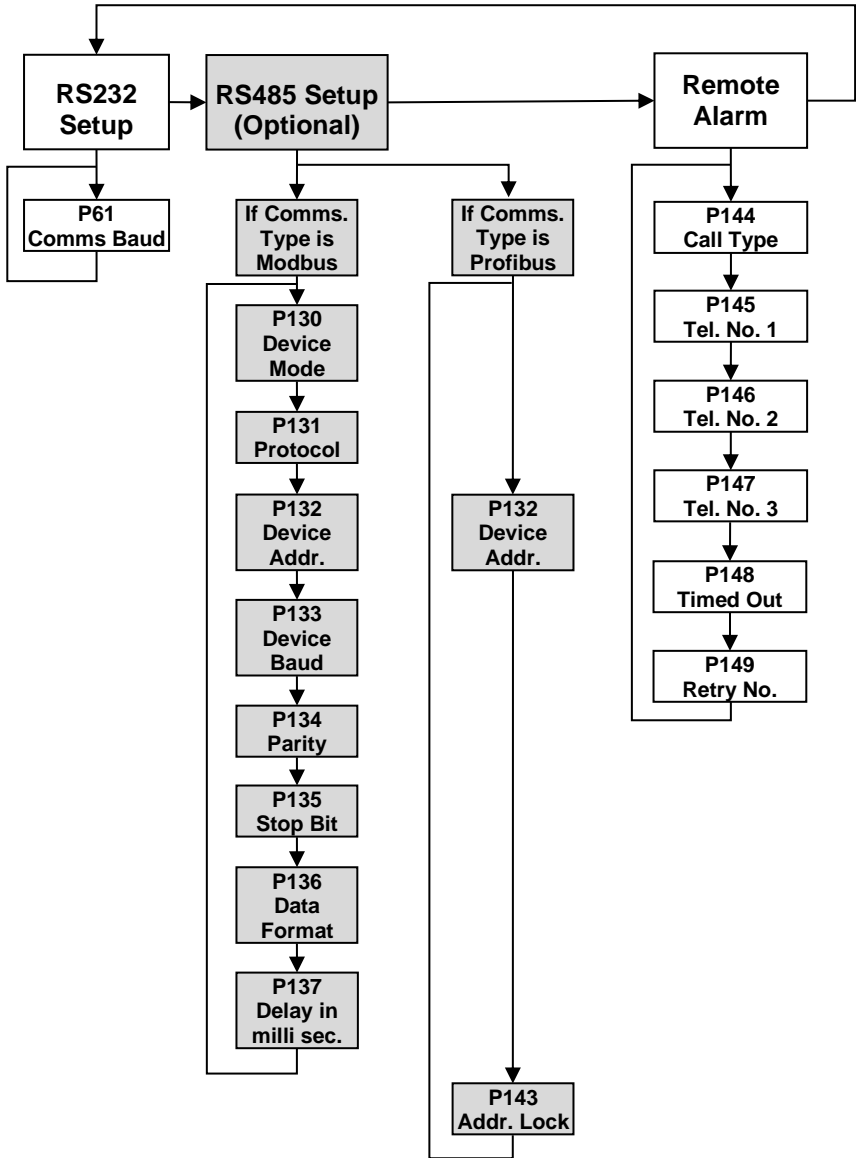 RS232
Setup
RS485 Setup
(Optional)
Remote
Alarm
P61
Comms Baud
If Comms.
Type is
Modbus
P130
Device
Mode
P131
Protocol
P132
Device
Addr.
P133
Device
Baud
P134
Parity
P135
Stop Bit
P136
Data
Format
P137
Delay in
milli sec.
If Comms.
Type is
Profibus
P132
Device
Addr.
P143
Addr. Lock
P144
Call Type
P145
Tel. No. 1
P146
Tel. No. 2
P147
Tel. No. 3
P148
Timed Out
P149
Retry No.